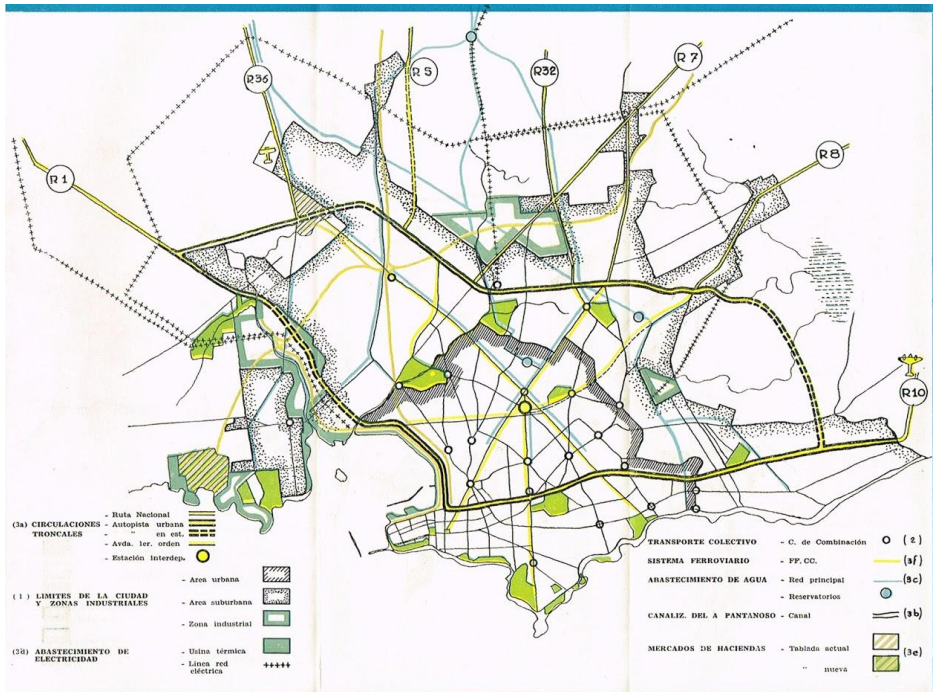 R36
R5
R32
R7
R8
R1
R10
(3a) CIRCULACIONES TRONCALES
- Ruta Nacional
- Autopista urbana
- " en est.
- Avda. 1er. orden
- Estación interdep.
(1) LIMITES DE LA CIUDAD Y ZONAS INDUSTRIALES
- Area urbana
- Area suburbana
- Zona industrial
(3d) ABASTECIMIENTO DE ELECTRICIDAD
- Usina térmica
- Linea red eléctrica
TRANSPORTE COLECTIVO - C. de Combinación (2)
SISTEMA FERROVIARIO - FF. CC. (3f)
ABASTECIMIENTO DE AGUA - Red principal (3c)
- Reservatorios
CANALIZ. DEL A PANTANOSO - Canal (3b)
MERCADOS DE HACIENDAS - Tablada actual (3e)
" nueva